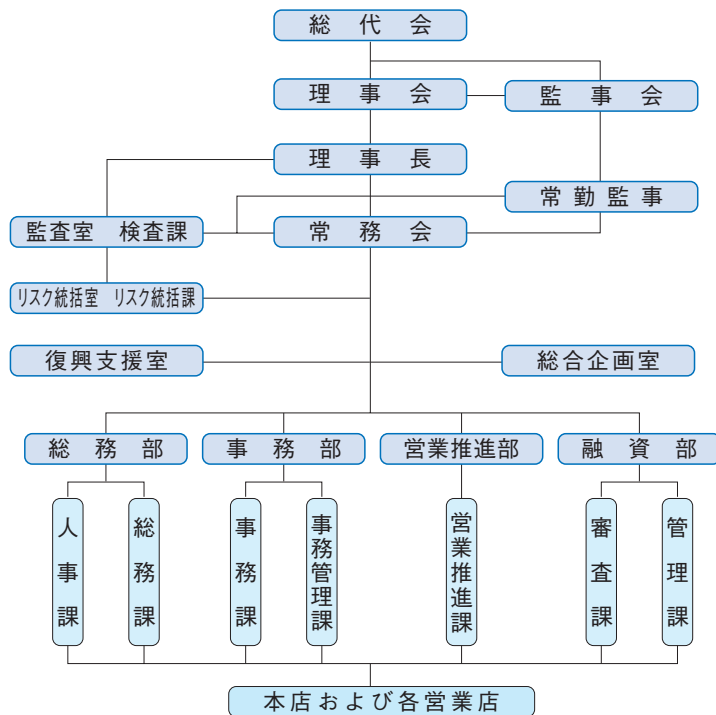 総代会
理事会
監事会
理事長
常勤監事
監査室 検査課
常務会
リスク統括室 リスク統括課
復興支援室
総合企画室
総務部
事務部
営業推進部
融資部
人事課
総務課
事務課
事務管理課
営業推進課
審査課
管理課
本店および各営業店